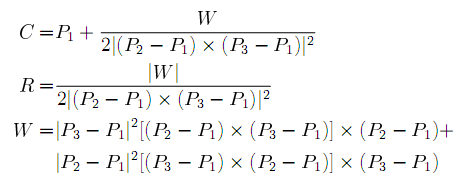 C = P₁ + W / 2|(P₂ − P₁) × (P₃ − P₁)|²
R = |W| / 2|(P₂ − P₁) × (P₃ − P₁)|²
W = |P₃ − P₁|²[(P₂ − P₁) × (P₃ − P₁)] × (P₂ − P₁)+
|P₂ − P₁|²[(P₃ − P₁) × (P₂ − P₁)] × (P₃ − P₁)